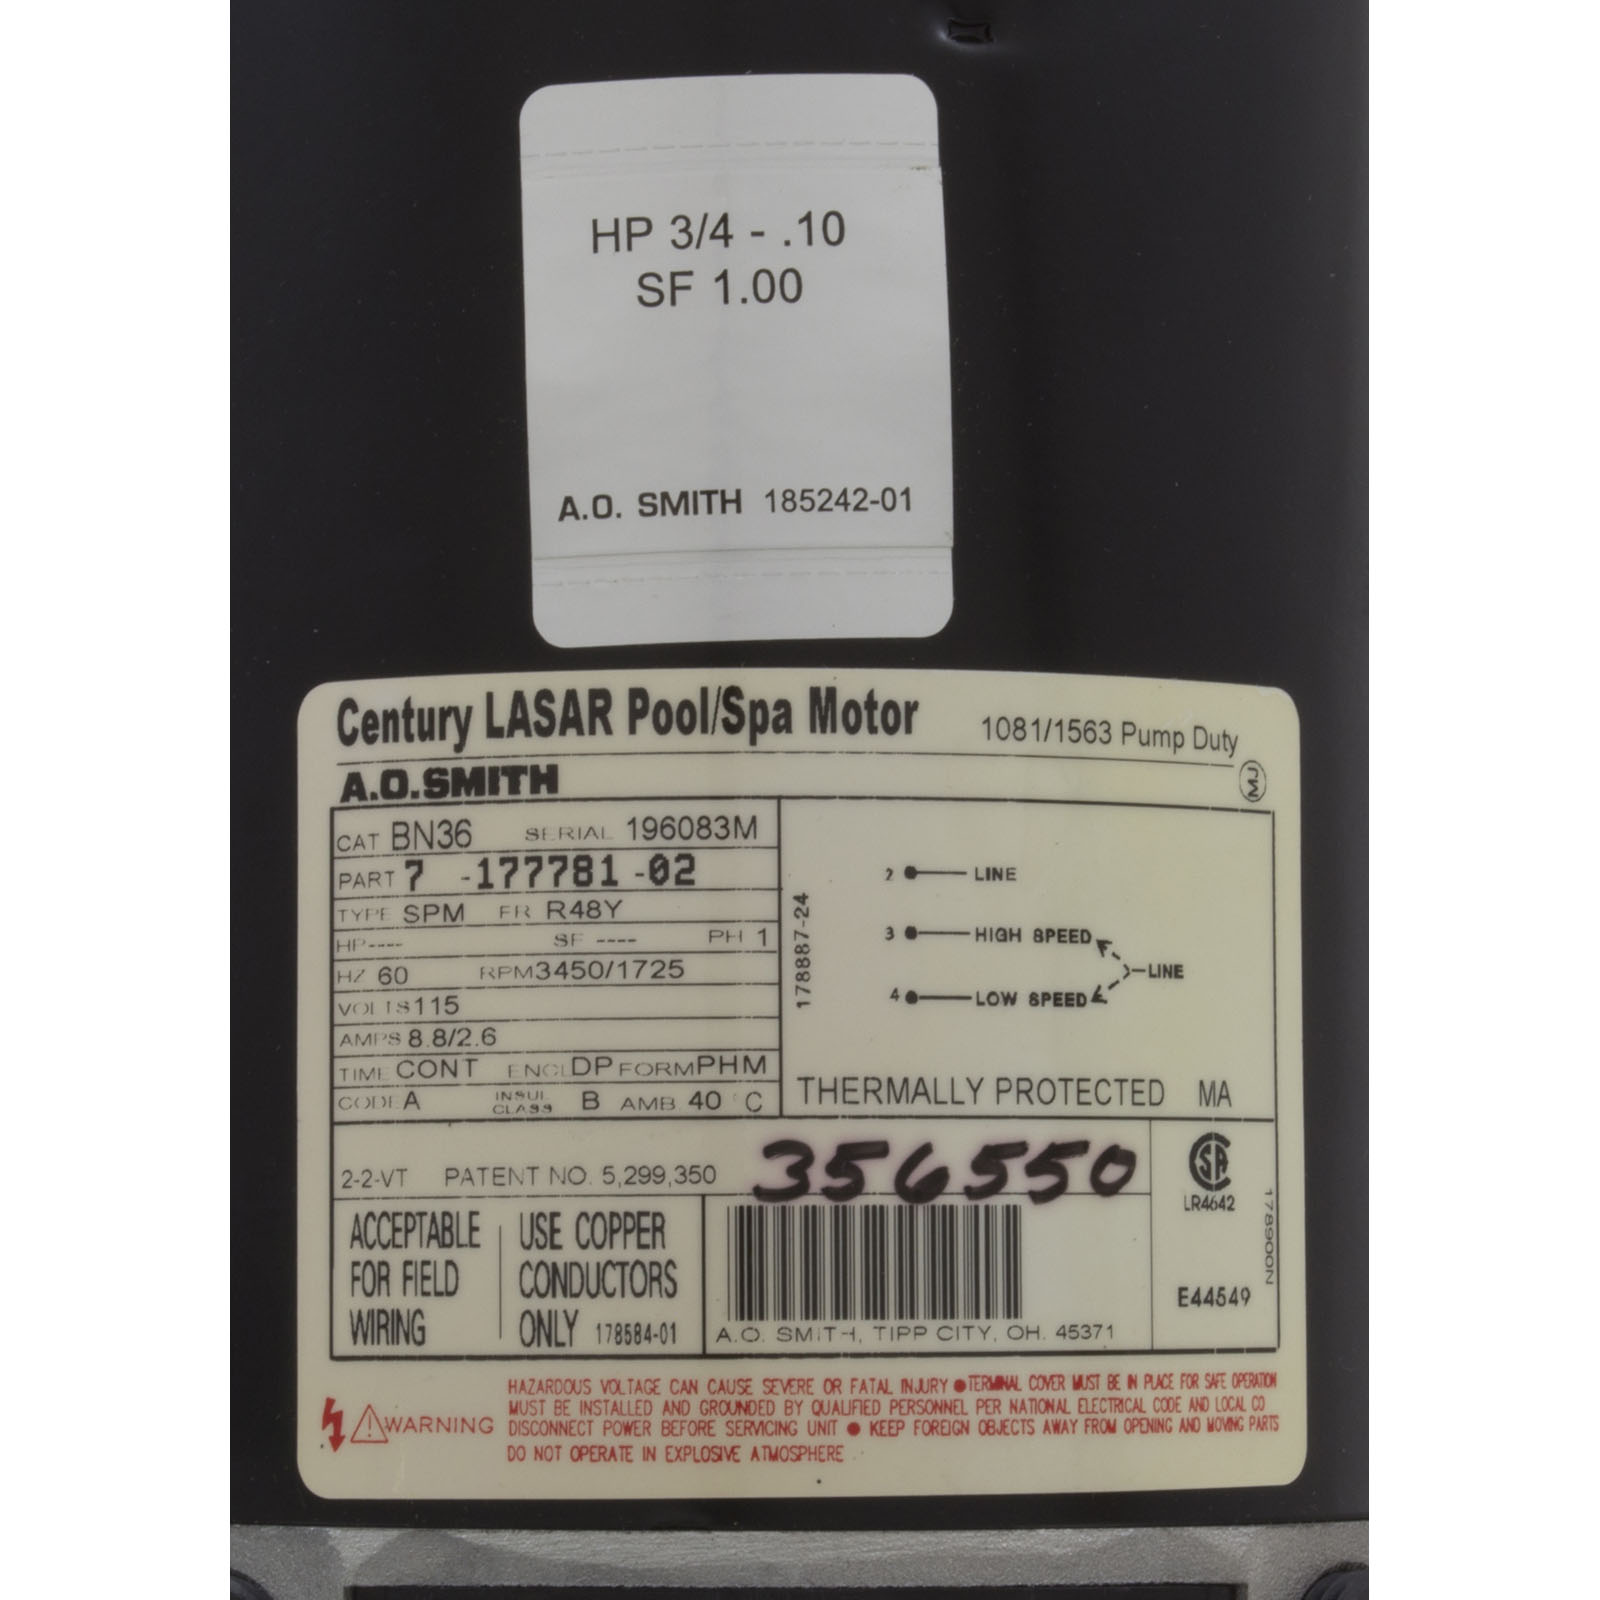 HP 3/4 - .10
SF 1.00
A.O. SMITH 185242-01
Century LASAR Pool/Spa Motor 1081/1563 Pump Duty
A.O.SMITH MJ
CAT BN36 SERIAL 196083M
PART 7 -177781 -02
TYPE SPM FR R48Y
HP---- SF ---- PH 1
HZ 60 RPM3450/1725
VOLTS115
AMPS 8.8/2.6
TIME CONT ENCL DP FORM PHM
CODE A INSUL CLASS B AMB 40 °C
178887-24
2 LINE
3 HIGH SPEED
LINE
4 LOW SPEED
THERMALLY PROTECTED MA
2-2-VT PATENT NO. 5,299,350
356550
LR4642
178900N
E44549
ACCEPTABLE
FOR FIELD
WIRING
USE COPPER
CONDUCTORS
ONLY 178584-01
A.O. SMITH, TIPP CITY, OH. 45371
WARNING
HAZARDOUS VOLTAGE CAN CAUSE SEVERE OR FATAL INJURY ● TERMINAL COVER MUST BE IN PLACE FOR SAFE OPERATION
MUST BE INSTALLED AND GROUNDED BY QUALIFIED PERSONNEL PER NATIONAL ELECTRICAL CODE AND LOCAL CO
DISCONNECT POWER BEFORE SERVICING UNIT ● KEEP FOREIGN OBJECTS AWAY FROM OPENING AND MOVING PARTS
DO NOT OPERATE IN EXPLOSIVE ATMOSPHERE